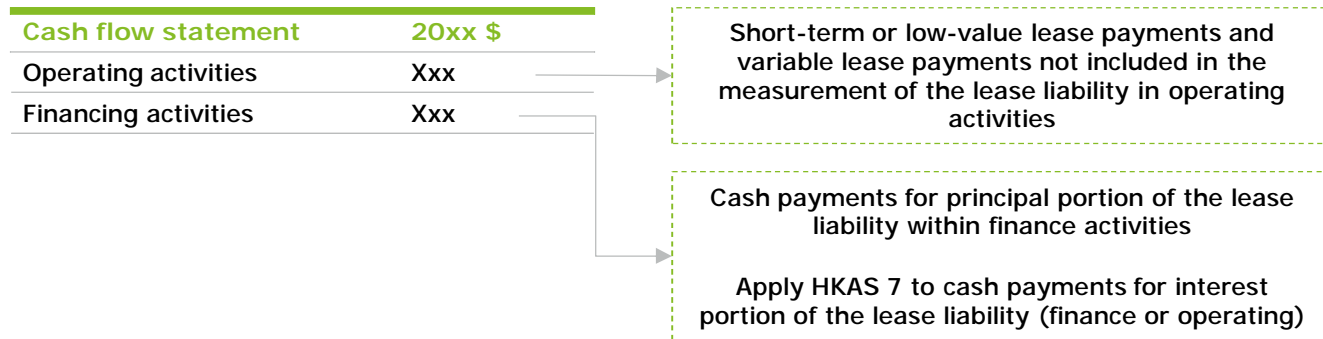 Cash flow statement 20xx $
Operating activities Xxx
Financing activities Xxx
Short-term or low-value lease payments and
variable lease payments not included in the
measurement of the lease liability in operating
activities
Cash payments for principal portion of the lease
liability within finance activities
Apply HKAS 7 to cash payments for interest
portion of the lease liability (finance or operating)